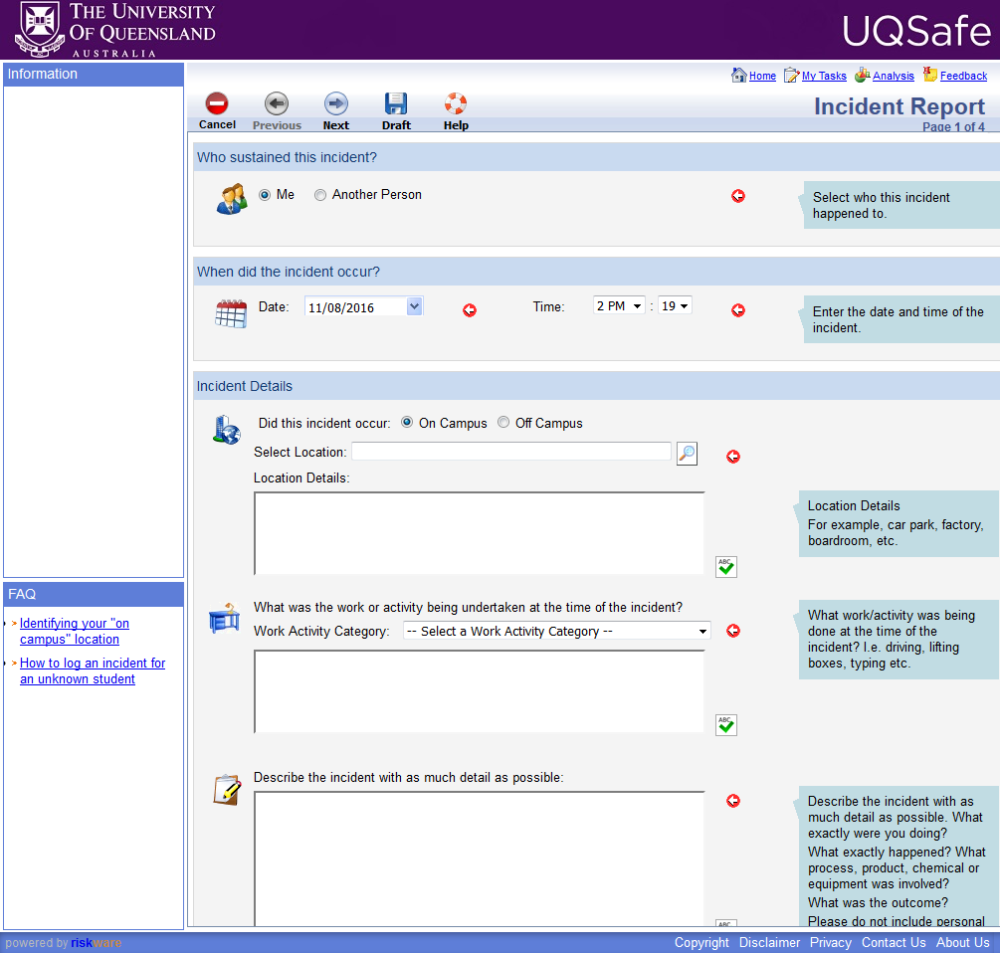 THE UNIVERSITY
OF QUEENSLAND
AUSTRALIA
UQSafe
Information
Home My Tasks Analysis Feedback
Cancel Previous Next Draft Help
Incident Report
Page 1 of 4
Who sustained this incident?
Me Another Person
Select who this incident
happened to.
When did the incident occur?
Date: 11/08/2016 Time: 2 PM : 19
Enter the date and time of the
incident.
Incident Details
Did this incident occur: On Campus Off Campus
Select Location:
Location Details:
Location Details
For example, car park, factory,
boardroom, etc.
ABC
What was the work or activity being undertaken at the time of the incident?
Work Activity Category: -- Select a Work Activity Category --
What work/activity was being
done at the time of the
incident? I.e. driving, lifting
boxes, typing etc.
ABC
Describe the incident with as much detail as possible:
Describe the incident with as
much detail as possible. What
exactly were you doing?
What exactly happened? What
process, product, chemical or
equipment was involved?
What was the outcome?
Please do not include personal
ABC
FAQ
> Identifying your "on
campus" location
> How to log an incident for
an unknown student
powered by riskware
Copyright Disclaimer Privacy Contact Us About Us